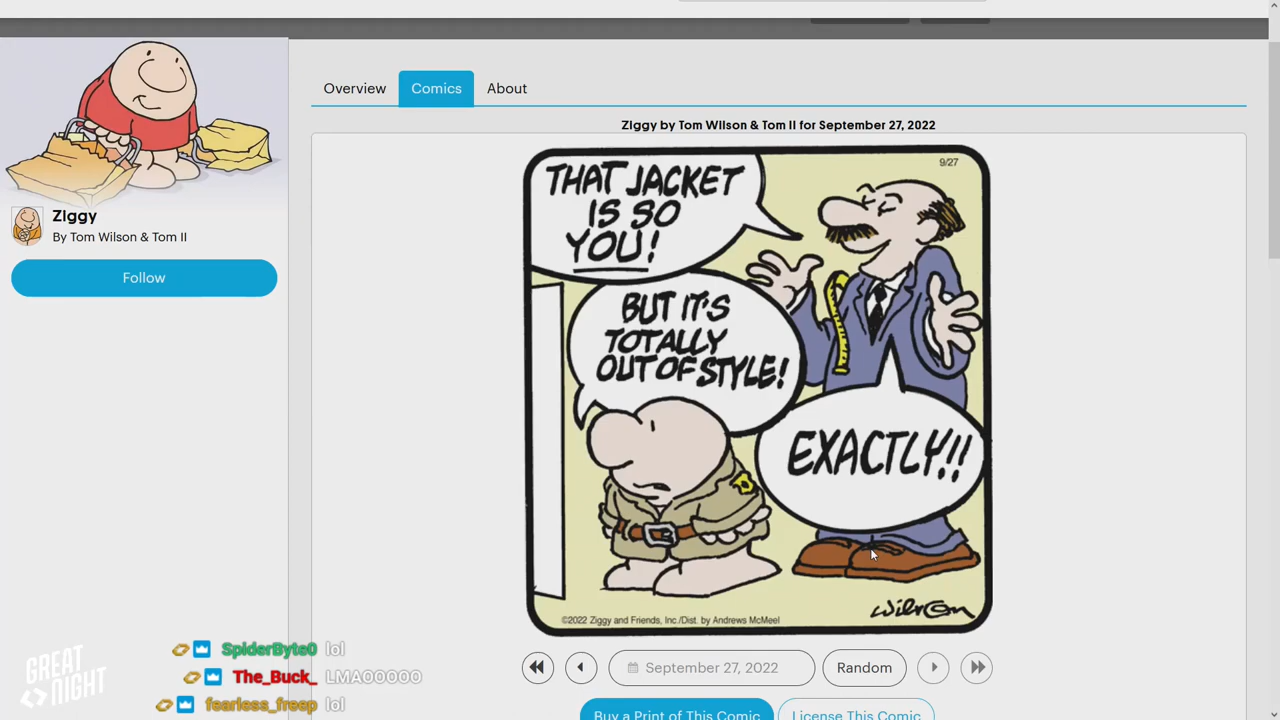 Overview
Comics
About
Ziggy by Tom Wilson & Tom II for September 27, 2022
Ziggy
By Tom Wilson & Tom II
Follow
9/27
THAT JACKET
IS SO
YOU!
BUT IT'S
TOTALLY
OUT OF STYLE!
EXACTLY!!
Wilson
©2022 Ziggy and Friends, Inc./Dist. by Andrews McMeel
September 27, 2022
Random
Buy a Print of This Comic
License This Comic
SpiderByte0 lol
The_Buck_ LMAOOOOO
fearless_freep lol
GREAT
NIGHT